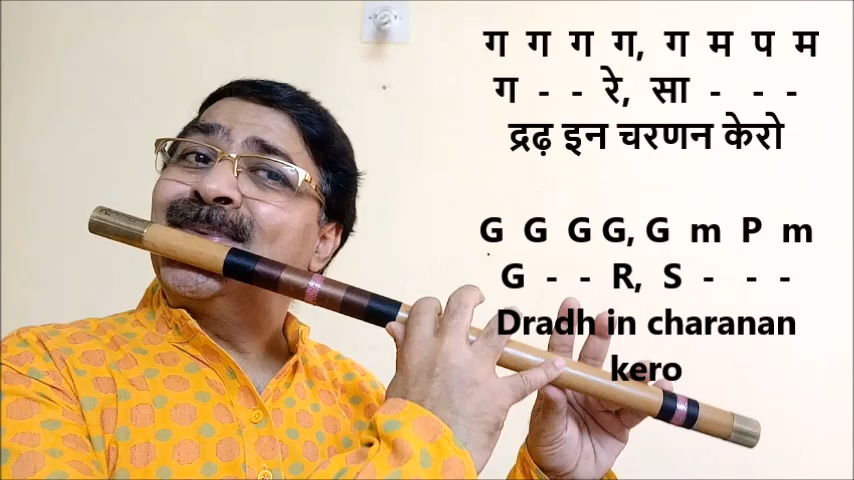 ग ग ग ग, ग म प म
ग - - रे, सा - - -
द्रढ़ इन चरणन केरो
G G G G, G m P m
G - - R, S - - -
Dradh in charanan
kero